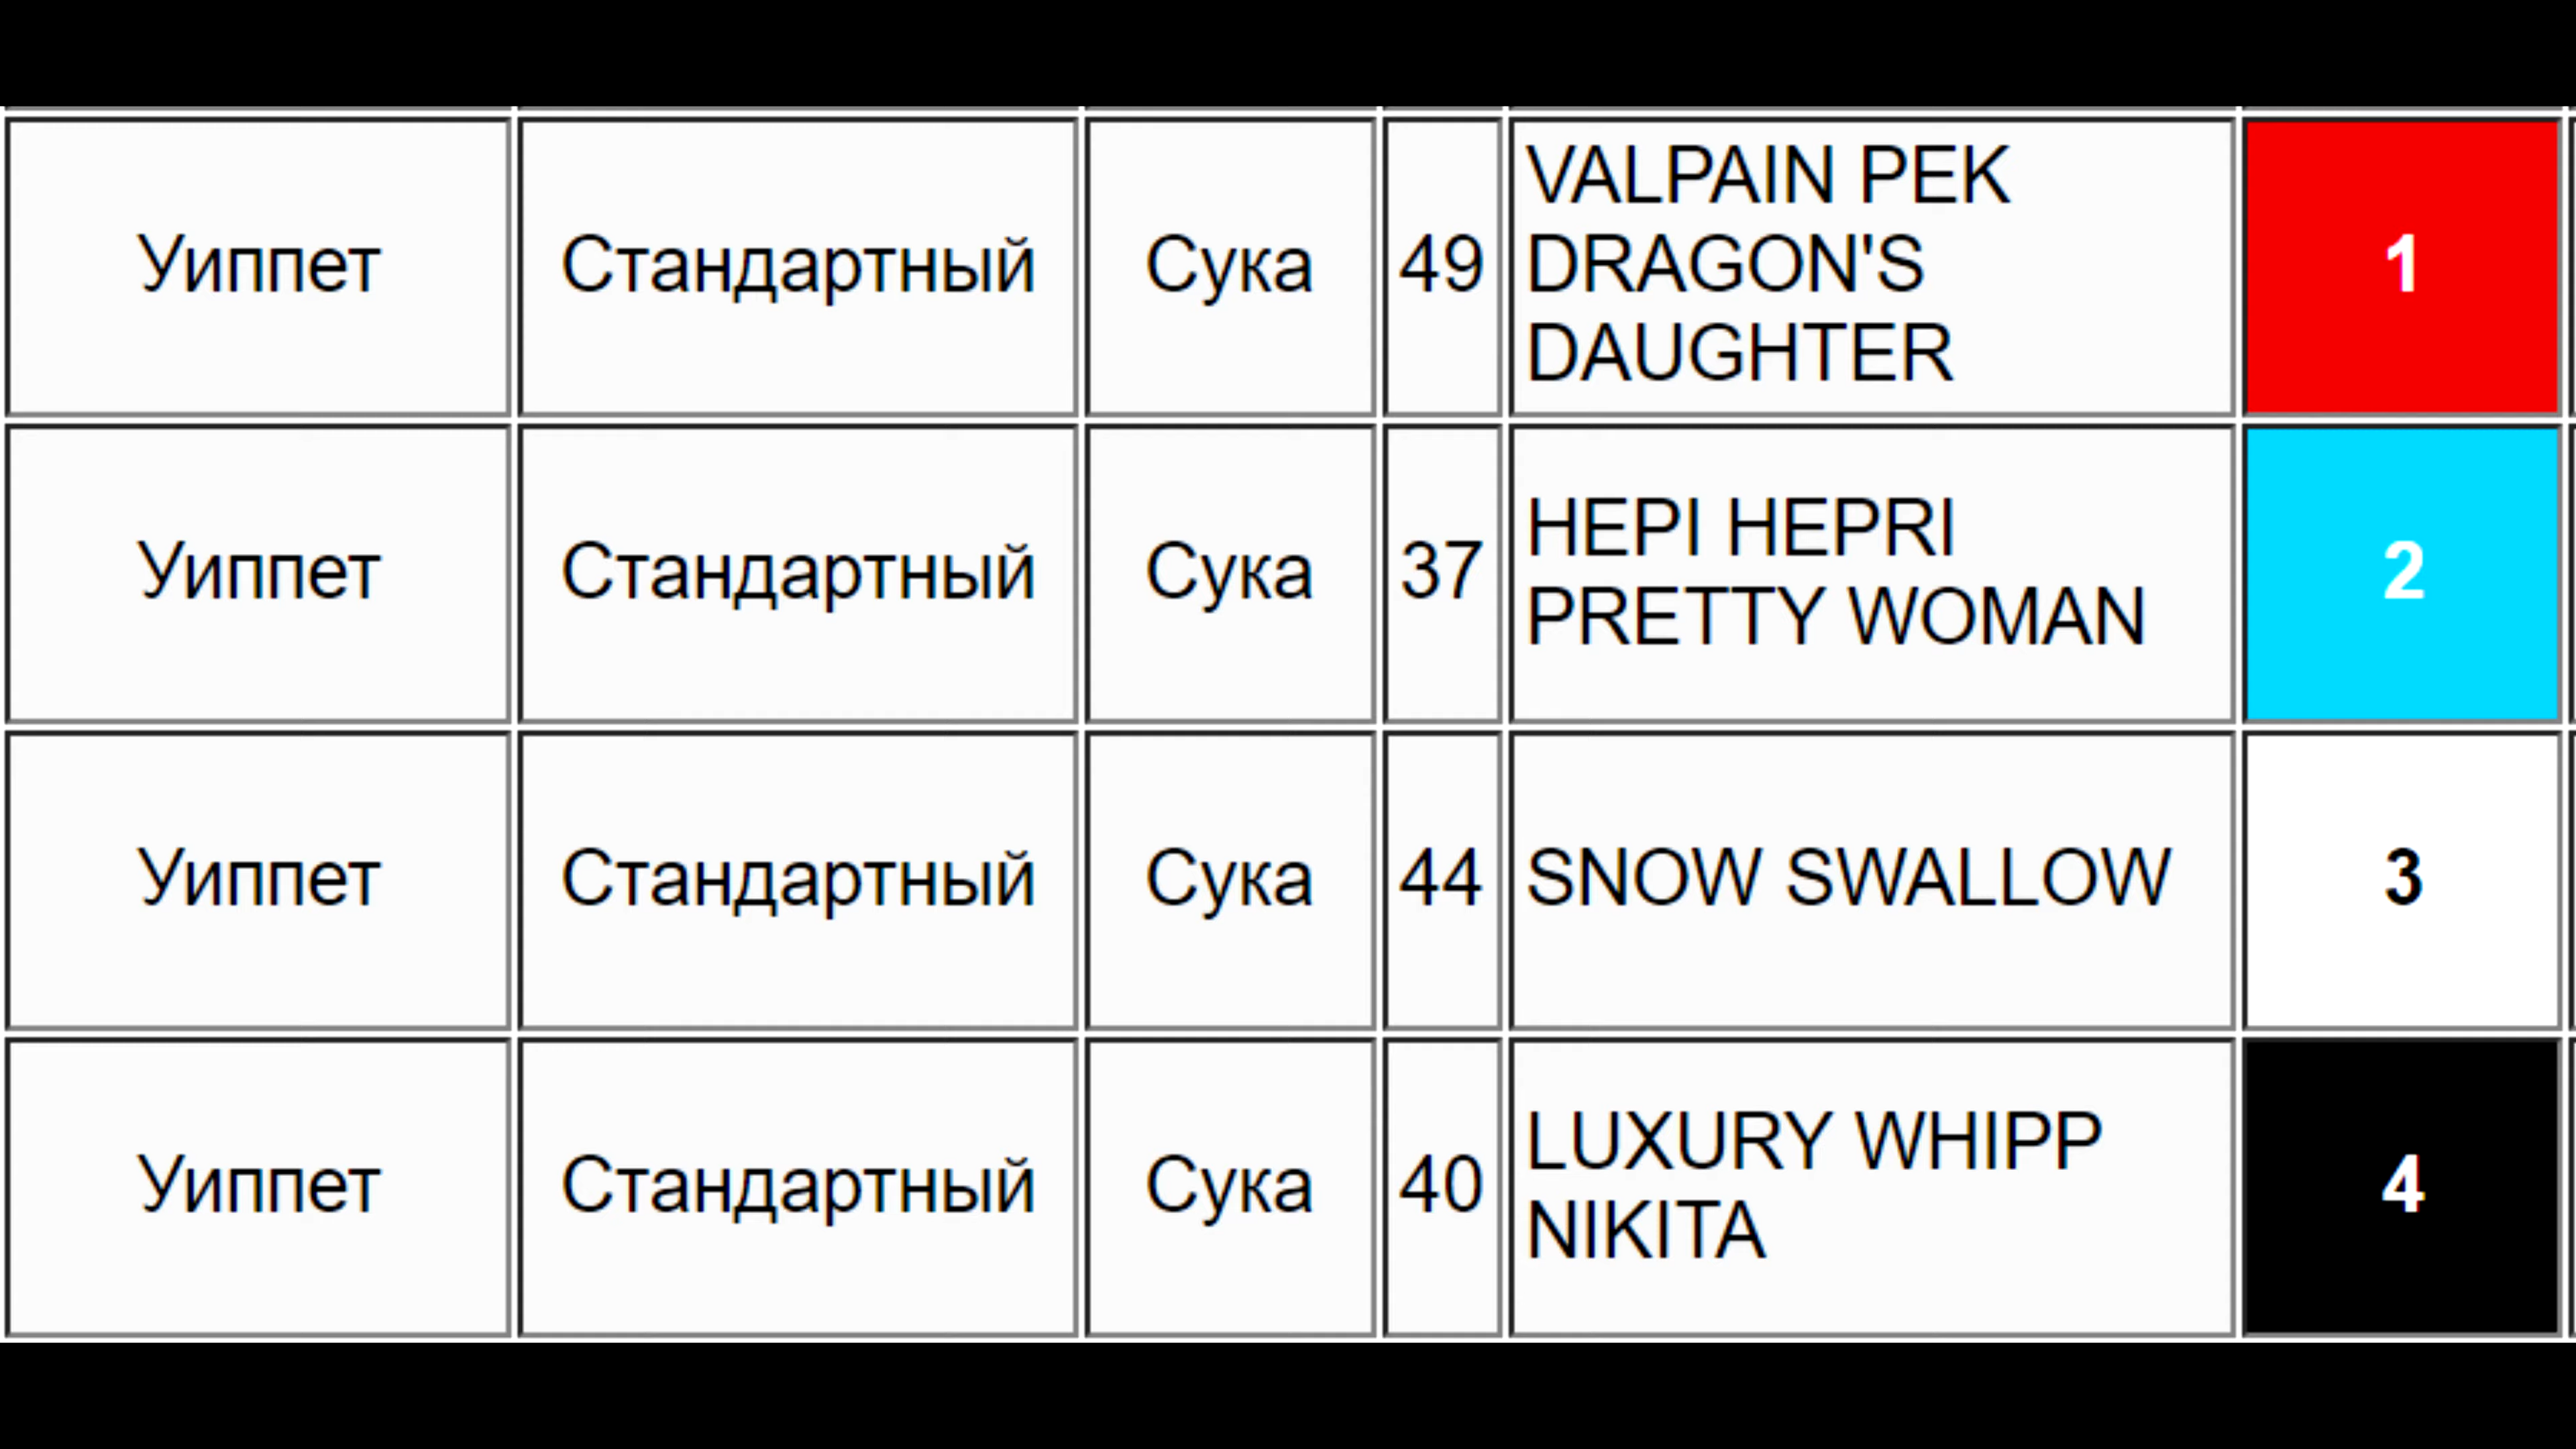 Уиппет Стандартный Сука 49 VALPAIN PEK
DRAGON'S
DAUGHTER 1
Уиппет Стандартный Сука 37 HEPI HEPRI
PRETTY WOMAN 2
Уиппет Стандартный Сука 44 SNOW SWALLOW 3
Уиппет Стандартный Сука 40 LUXURY WHIPP
NIKITA 4